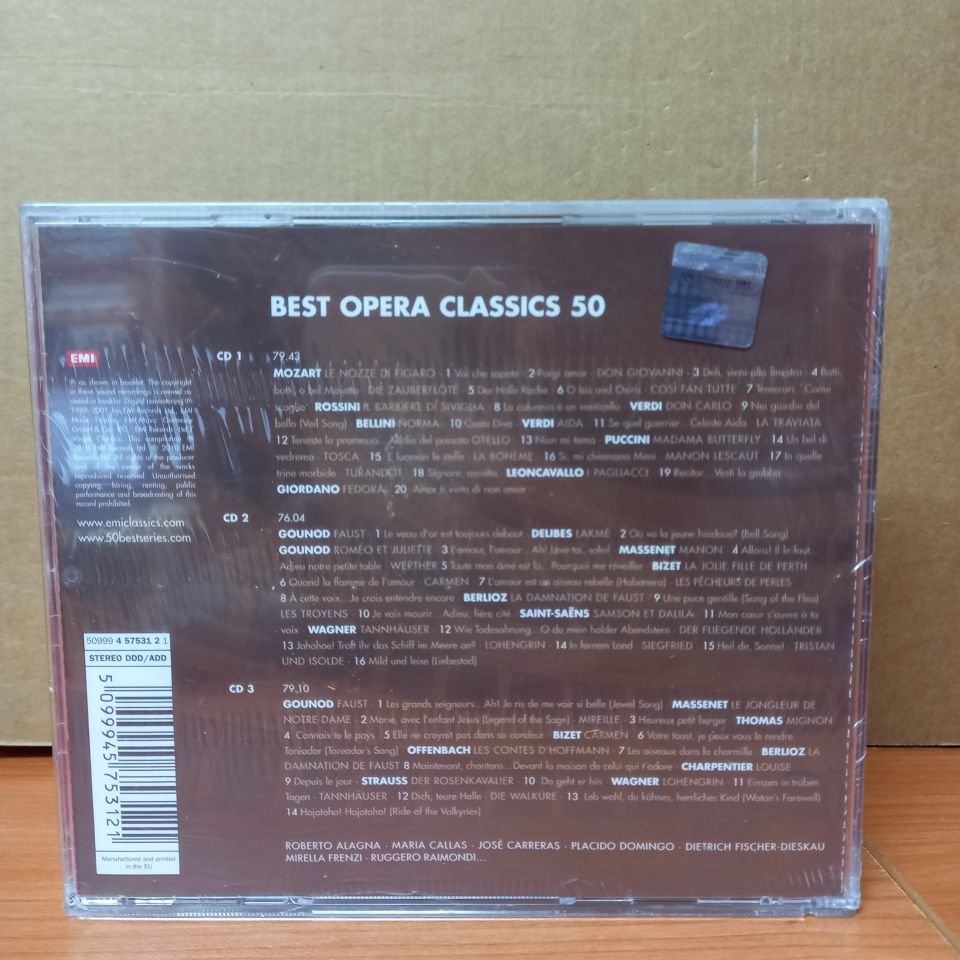 BEST OPERA CLASSICS 50
EMI
℗ as shown in booklet. The copyright
in these sound recordings is owned as
stated in booklet. Digital remastering ℗
www.emiclassics.com
www.50bestseries.com
50999 4 57531 2 1
STEREO DDD/ADD
5 099945 753121
Manufactured and printed
in the EU
CD 1 79.43
MOZART LE NOZZE DI FIGARO · 1 Voi che sapete · 2 Porgi amor · DON GIOVANNI · 3 Deh, vieni alla finestra · 4 Batti,
batti, o bel Masetto · DIE ZAUBERFLÖTE · 5 Der Hölle Rache · 6 O Isis und Osiris · COSÌ FAN TUTTE · 7 Temerari.. Come
scoglio ROSSINI IL BARBIERE DI SIVIGLIA · 8 La calunnia è un venticello VERDI DON CARLO · 9 Nei giardin del
bello (Veil Song) BELLINI NORMA · 10 Casta Diva VERDI AIDA · 11 Se quel guerrier.. Celeste Aida · LA TRAVIATA
12 Teneste la promessa.. Addio del passato OTELLO · 13 Niun mi tema · PUCCINI MADAMA BUTTERFLY · 14 Un bel dì
vedremo · TOSCA · 15 E lucevan le stelle · LA BOHÈME · 16 Sì, mi chiamano Mimì · MANON LESCAUT · 17 In quelle
trine morbide · TURANDOT · 18 Signore, ascolta LEONCAVALLO I PAGLIACCI · 19 Recitar.. Vesti la giubba
GIORDANO FEDORA · 20 Amor ti vieta di non amar
CD 2 76.04
GOUNOD FAUST · 1 Le veau d'or est toujours debout DELIBES LAKMÉ · 2 Où va la jeune hindoue? (Bell Song)
GOUNOD ROMÉO ET JULIETTE · 3 L'amour, l'amour... Ah! Lève-toi, soleil MASSENET MANON · 4 Allons! Il le faut..
Adieu notre petite table · WERTHER · 5 Toute mon âme est là... Pourquoi me réveiller BIZET LA JOLIE FILLE DE PERTH
6 Quand la flamme de l'amour · CARMEN · 7 L'amour est un oiseau rebelle (Habanera) · LES PÊCHEURS DE PERLES
8 À cette voix...Je crois entendre encore BERLIOZ LA DAMNATION DE FAUST · 9 Une puce gentille (Song of the Flea)
LES TROYENS · 10 Je vais mourir...Adieu, fière cité SAINT-SAËNS SAMSON ET DALILA · 11 Mon cœur s'ouvre à ta
voix · WAGNER TANNHÄUSER · 12 Wie Todesahnung.. O du mein holder Abendstern · DER FLIEGENDE HOLLÄNDER
13 Johohoe! Traft ihr das Schiff im Meere an? · LOHENGRIN · 14 In fernem Land · SIEGFRIED · 15 Heil dir, Sonne! · TRISTAN
UND ISOLDE · 16 Mild und leise (Liebestod)
CD 3 79.10
GOUNOD FAUST · 1 Les grands seigneurs...Ah! Je ris de me voir si belle (Jewel Song) · MASSENET LE JONGLEUR DE
NOTRE-DAME · 2 Marie, avec l'enfant Jésus (Legend of the Sage) · MIREILLE · 3 Heureux petit berger · THOMAS MIGNON
4 Connais-tu le pays · 5 Elle ne croyait pas dans sa candeur BIZET CARMEN · 6 Votre toast, je peux vous le rendre..
Toréador (Toreador's Song) OFFENBACH LES CONTES D'HOFFMANN · 7 Les oiseaux dans la charmille BERLIOZ LA
DAMNATION DE FAUST 8 Maintenant, chantons...Devant la maison de celui qui t'adore · CHARPENTIER LOUISE
9 Depuis le jour · STRAUSS DER ROSENKAVALIER · 10 Da geht er hin WAGNER LOHENGRIN · 11 Einsam in trüben
Tagen · TANNHÄUSER · 12 Dich, teure Halle · DIE WALKÜRE · 13 Leb wohl, du kühnes, herrliches Kind (Wotan's Farewell)
14 Hojotoho! Hojotoho! (Ride of the Valkyries)
ROBERTO ALAGNA · MARIA CALLAS · JOSÉ CARRERAS · PLACIDO DOMINGO · DIETRICH FISCHER-DIESKAU
MIRELLA FRENZI · RUGGERO RAIMONDI...